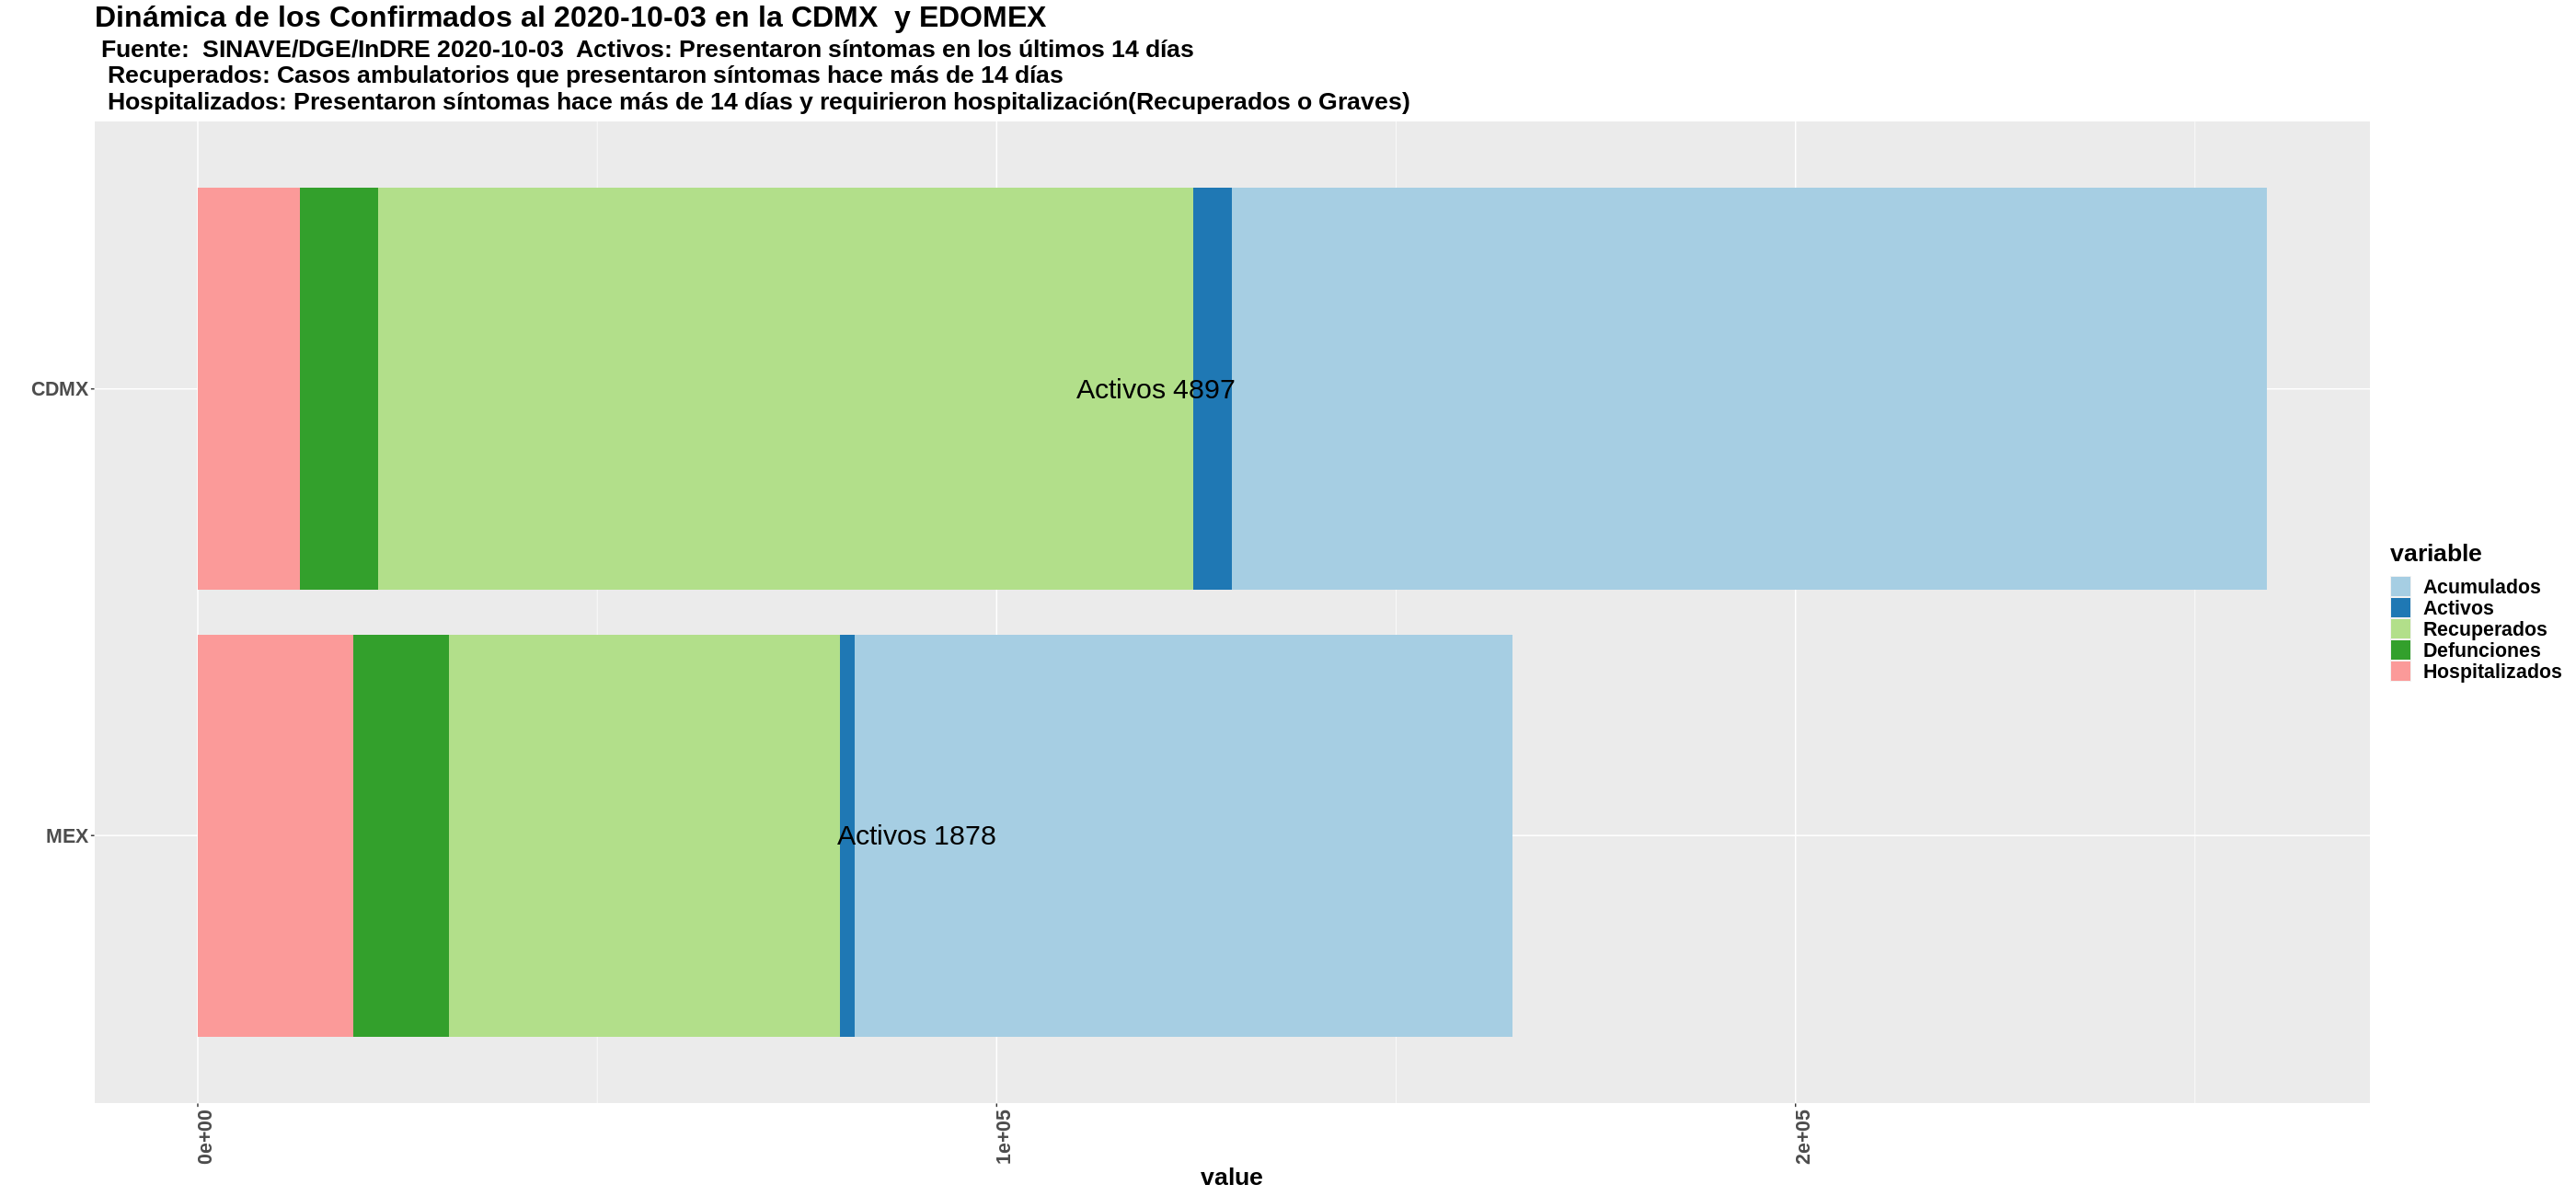 Dinámica de los Confirmados al 2020-10-03 en la CDMX  y EDOMEX
Fuente:  SINAVE/DGE/InDRE 2020-10-03  Activos: Presentaron síntomas en los últimos 14 días
Recuperados: Casos ambulatorios que presentaron síntomas hace más de 14 días
Hospitalizados: Presentaron síntomas hace más de 14 días y requirieron hospitalización(Recuperados o Graves)
CDMX
Activos 4897
MEX
Activos 1878
0e+00
1e+05
2e+05
value
variable
Acumulados
Activos
Recuperados
Defunciones
Hospitalizados